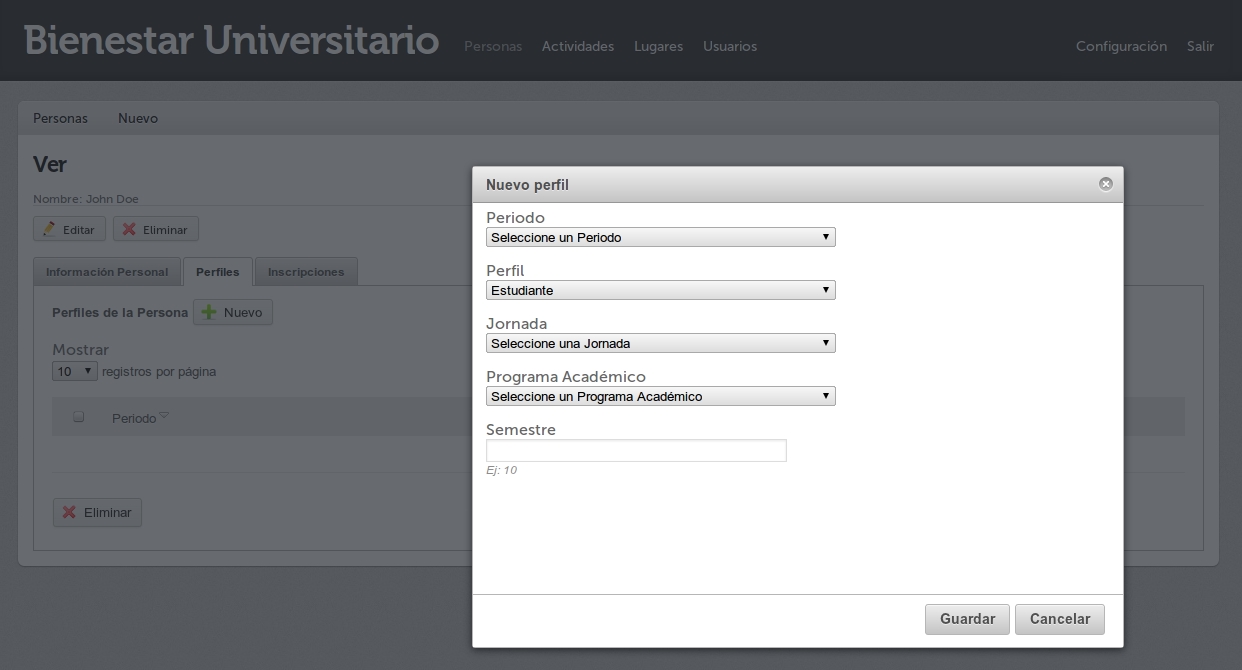 Bienestar Universitario Personas Actividades Lugares Usuarios Configuración Salir
Personas Nuevo
Ver
Nombre: John Doe
Editar Eliminar
Información Personal Perfiles Inscripciones
Perfiles de la Persona Nuevo
Mostrar
10 registros por página
Periodo
Eliminar
Nuevo perfil
Periodo
Seleccione un Periodo
Perfil
Estudiante
Jornada
Seleccione una Jornada
Programa Académico
Seleccione un Programa Académico
Semestre
Ej: 10
Guardar Cancelar